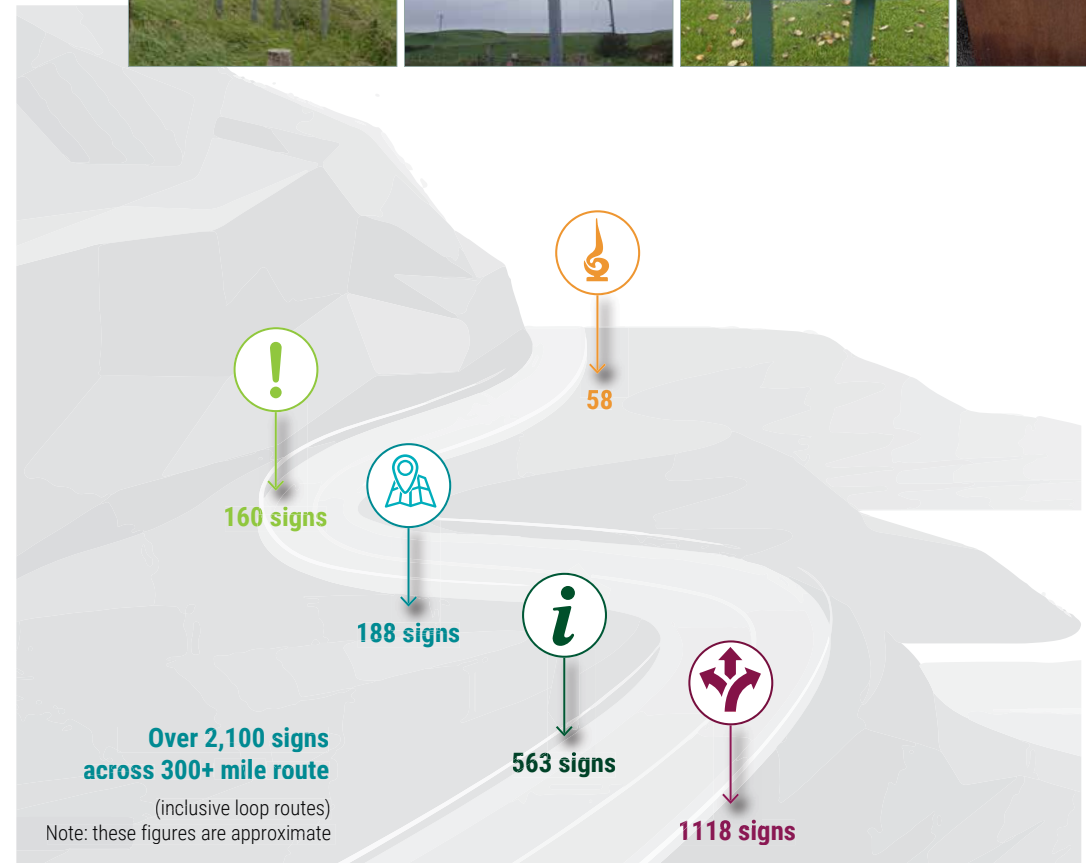 58
160 signs
188 signs
563 signs
1118 signs
Over 2,100 signs
across 300+ mile route
(inclusive loop routes)
Note: these figures are approximate